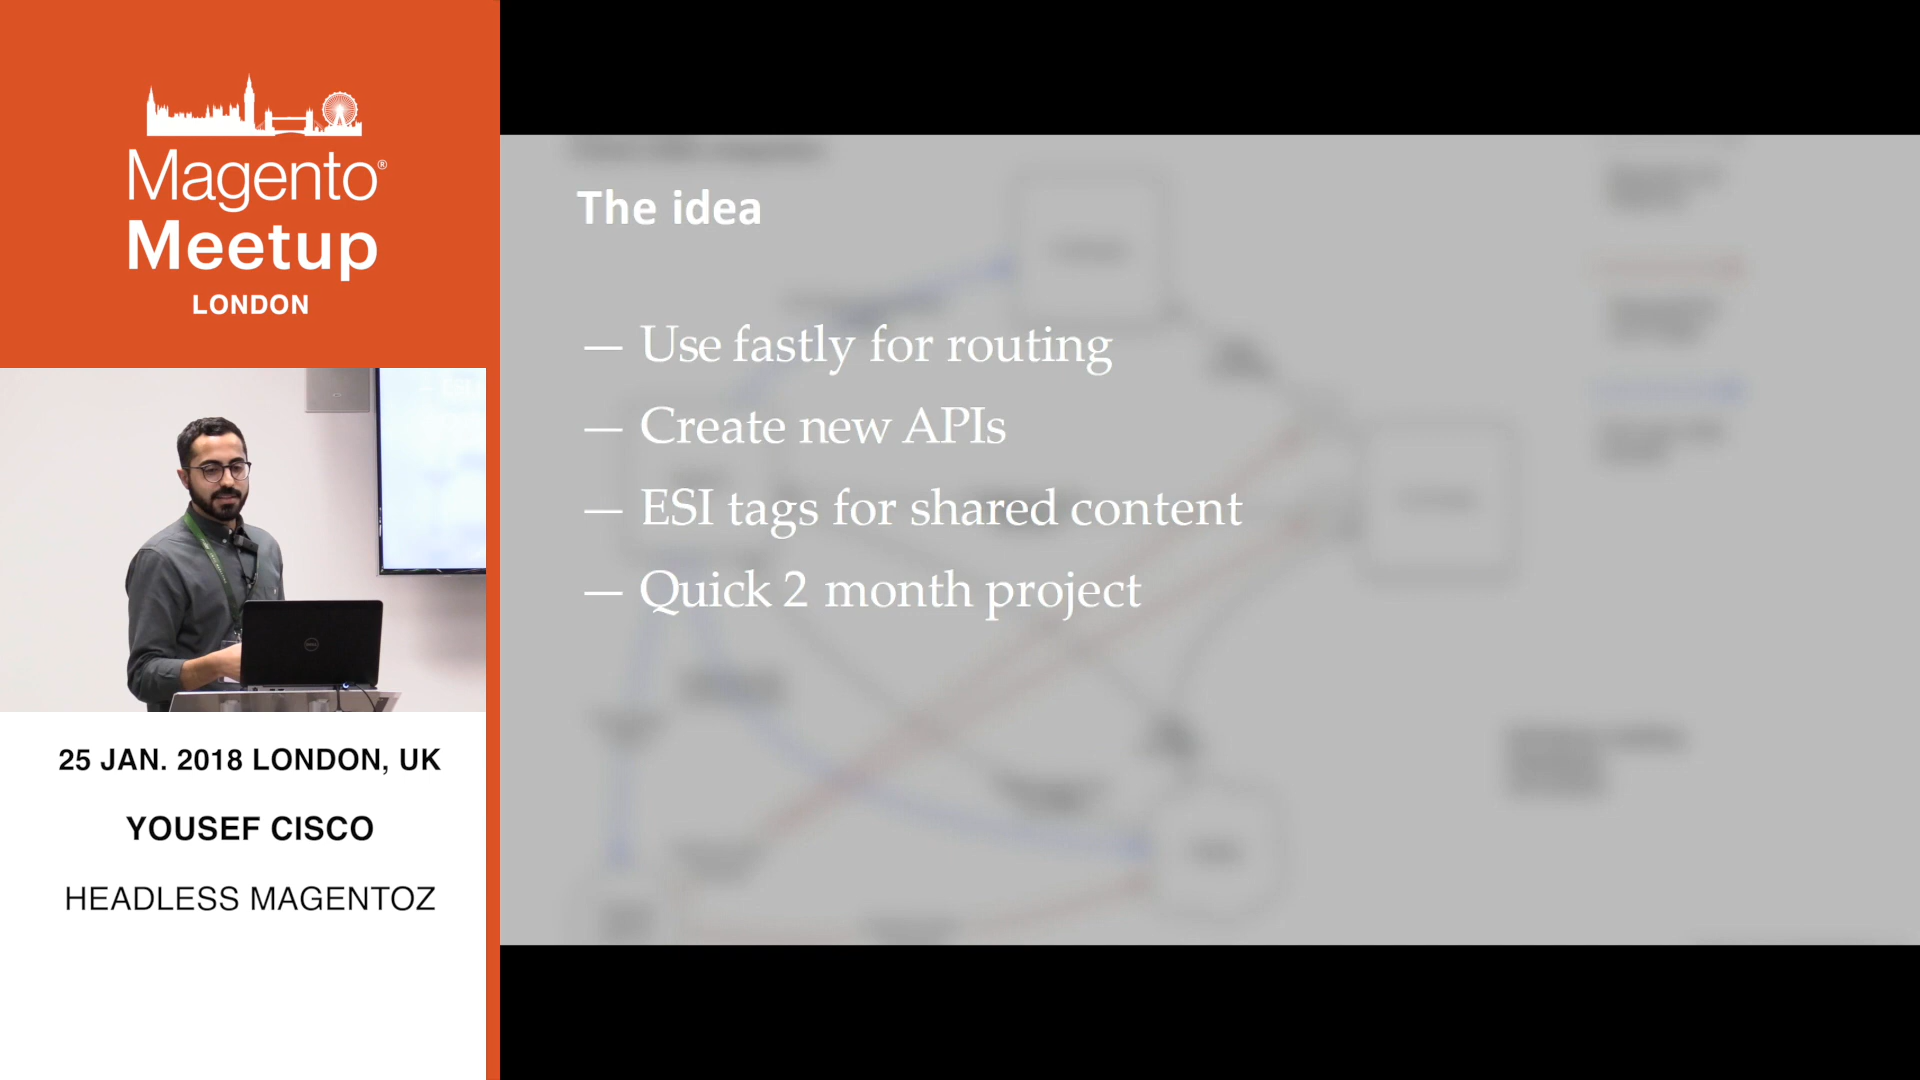 Magento®
Meetup
LONDON
25 JAN. 2018 LONDON, UK
YOUSEF CISCO
HEADLESS MAGENTOZ
The idea
— Use fastly for routing
— Create new APIs
— ESI tags for shared content
— Quick 2 month project